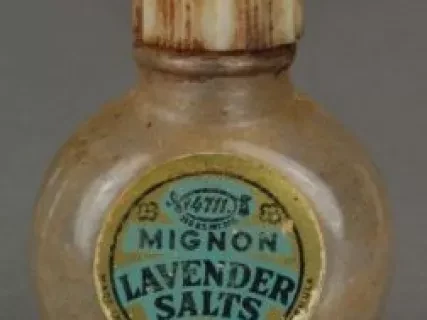 4711
MIGNON
LAVENDER
SALTS